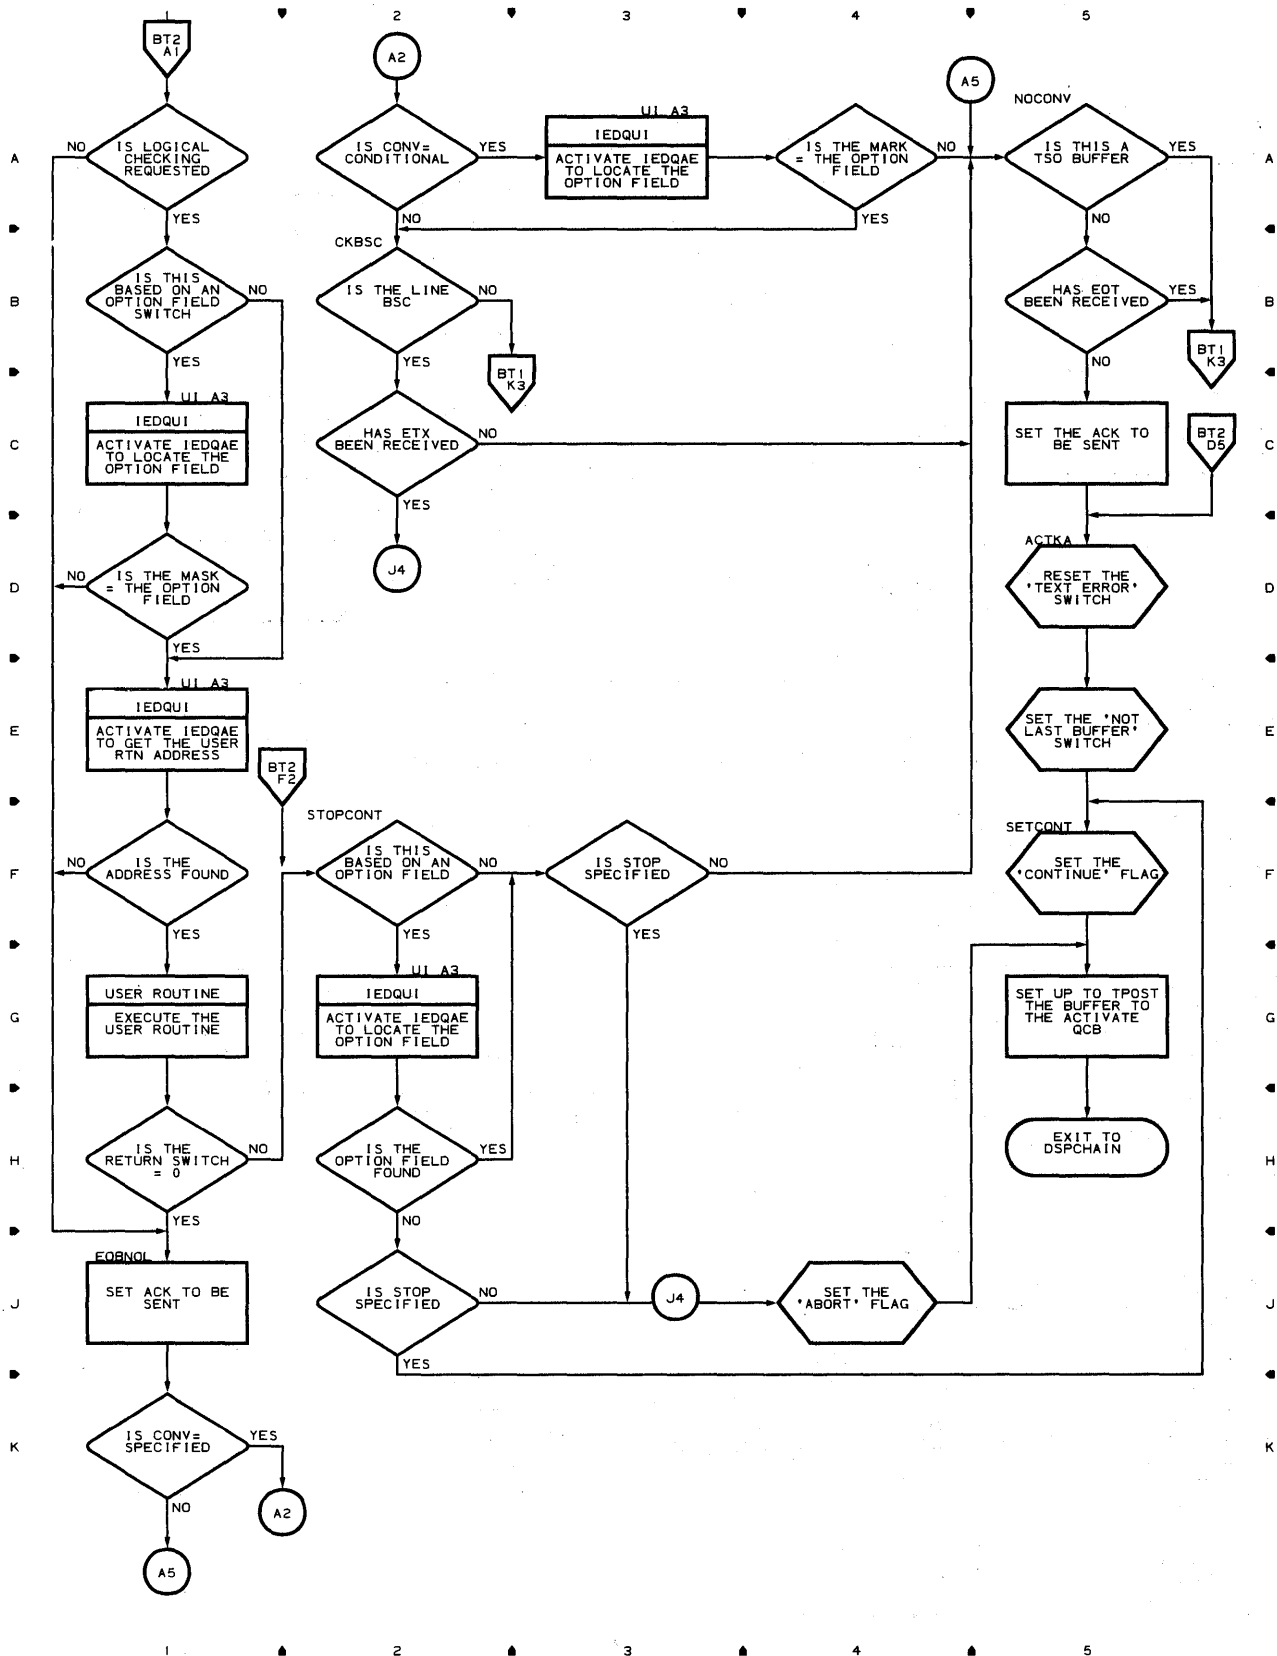 1 2 3 4 5
BT2
A1
A2
A5
NOCONV
UI A3
A
NO
IS LOGICAL
CHECKING
REQUESTED
YES
IS CONV=
CONDITIONAL
YES
NO
IEDQUI
ACTIVATE IEDQAE
TO LOCATE THE
OPTION FIELD
IS THE MARK
= THE OPTION
FIELD
NO
YES
IS THIS A
TSO BUFFER
YES
NO
A
CKBSC
B
IS THIS
BASED ON AN
OPTION FIELD
SWITCH
NO
YES
IS THE LINE
BSC
NO
YES
BT1
K3
HAS EOT
BEEN RECEIVED
YES
NO
BT1
K3
B
UI A3
C
IEDQUI
ACTIVATE IEDQAE
TO LOCATE THE
OPTION FIELD
HAS ETX
BEEN RECEIVED
NO
YES
SET THE ACK TO
BE SENT
BT2
D5
C
D
NO
IS THE MASK
= THE OPTION
FIELD
YES
J4
ACTKA
RESET THE
'TEXT ERROR'
SWITCH
D
UI A3
E
IEDQUI
ACTIVATE IEDQAE
TO GET THE USER
RTN ADDRESS
BT2
F2
SET THE 'NOT
LAST BUFFER'
SWITCH
E
STOPCONT
SETCONT
F
NO
IS THE
ADDRESS FOUND
YES
IS THIS
BASED ON AN
OPTION FIELD
NO
YES
IS STOP
SPECIFIED
NO
YES
SET THE
'CONTINUE' FLAG
F
UI A3
G
USER ROUTINE
EXECUTE THE
USER ROUTINE
IEDQUI
ACTIVATE IEDQAE
TO LOCATE THE
OPTION FIELD
SET UP TO TPOST
THE BUFFER TO
THE ACTIVATE
QCB
G
H
IS THE
RETURN SWITCH
= 0
NO
YES
IS THE
OPTION FIELD
FOUND
YES
NO
EXIT TO
DSPCHAIN
H
EOBNOL
J
SET ACK TO BE
SENT
IS STOP
SPECIFIED
NO
YES
J4
SET THE
'ABORT' FLAG
J
K
IS CONV=
SPECIFIED
YES
NO
A2
K
A5
1 2 3 4 5